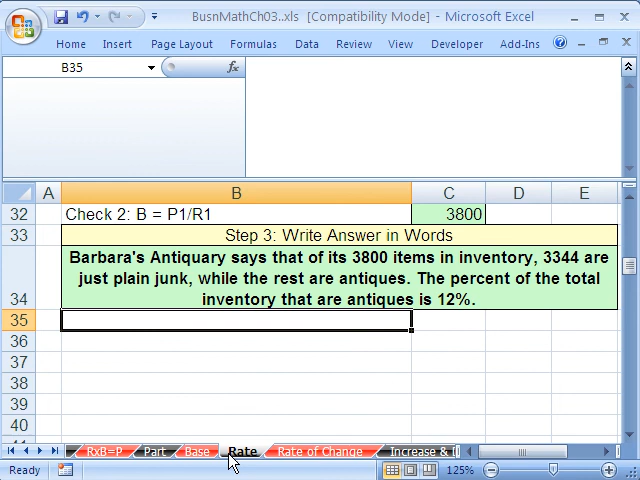 BusnMathCh03..xls [Compatibility Mode] - Microsoft Excel
Home Insert Page Layout Formulas Data Review View Developer Add-Ins
B35 fx
A B C D E
32 Check 2: B = P1/R1 3800
33 Step 3: Write Answer in Words
Barbara's Antiquary says that of its 3800 items in inventory, 3344 are
just plain junk, while the rest are antiques. The percent of the total
34 inventory that are antiques is 12%.
35
36
37
38
39
40
RxB=P Part Base Rate Rate of Change Increase &
Ready 125%